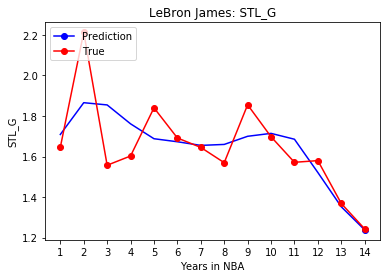 LeBron James: STL_G
Prediction
True
STL_G
2.2
2.0
1.8
1.6
1.4
1.2
1 2 3 4 5 6 7 8 9 10 11 12 13 14
Years in NBA